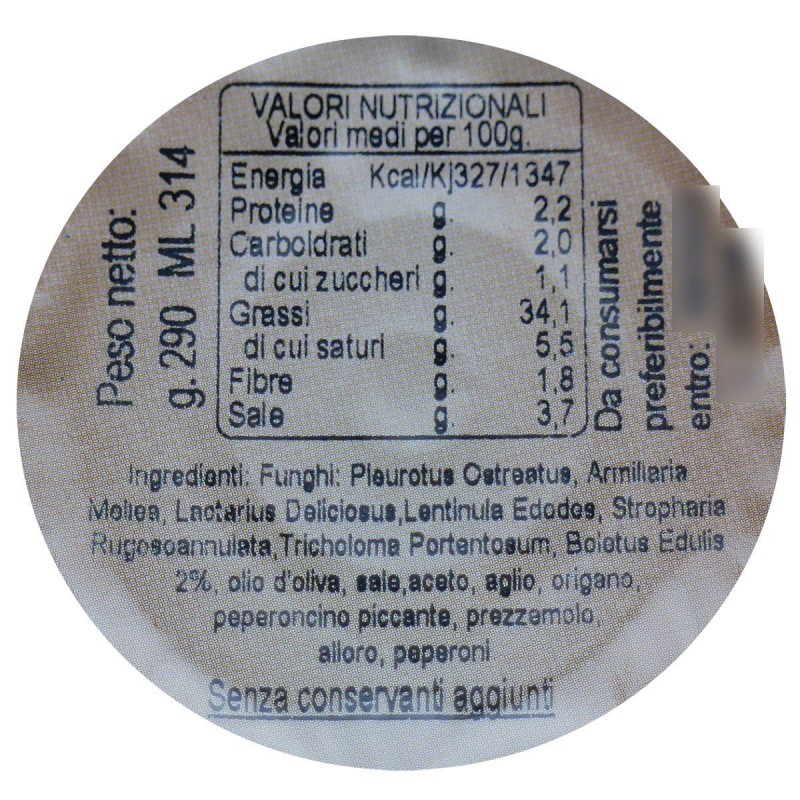 VALORI NUTRIZIONALI
Valori medi per 100g.
Energia Kcal/Kj327/1347
Proteine g. 2,2
Carboidrati g. 2,0
di cui zuccheri g. 1,1
Grassi g. 34,1
di cui saturi g. 5,5
Fibre g. 1,8
Sale g. 3,7
Peso netto:
g. 290 ML 314
Da consumarsi
preferibilmente
entro:
Ingredienti: Funghi: Pleurotus Ostreatus, Armillaria
Mellea, Lactarius Deliciosus,Lentinula Edodes, Stropharia
Rugosoannulata,Tricholoma Portentosum, Boletus Edulis
2%, olio d'oliva, sale,aceto, aglio, origano,
peperoncino piccante, prezzemolo,
alloro, peperoni
Senza conservanti aggiunti